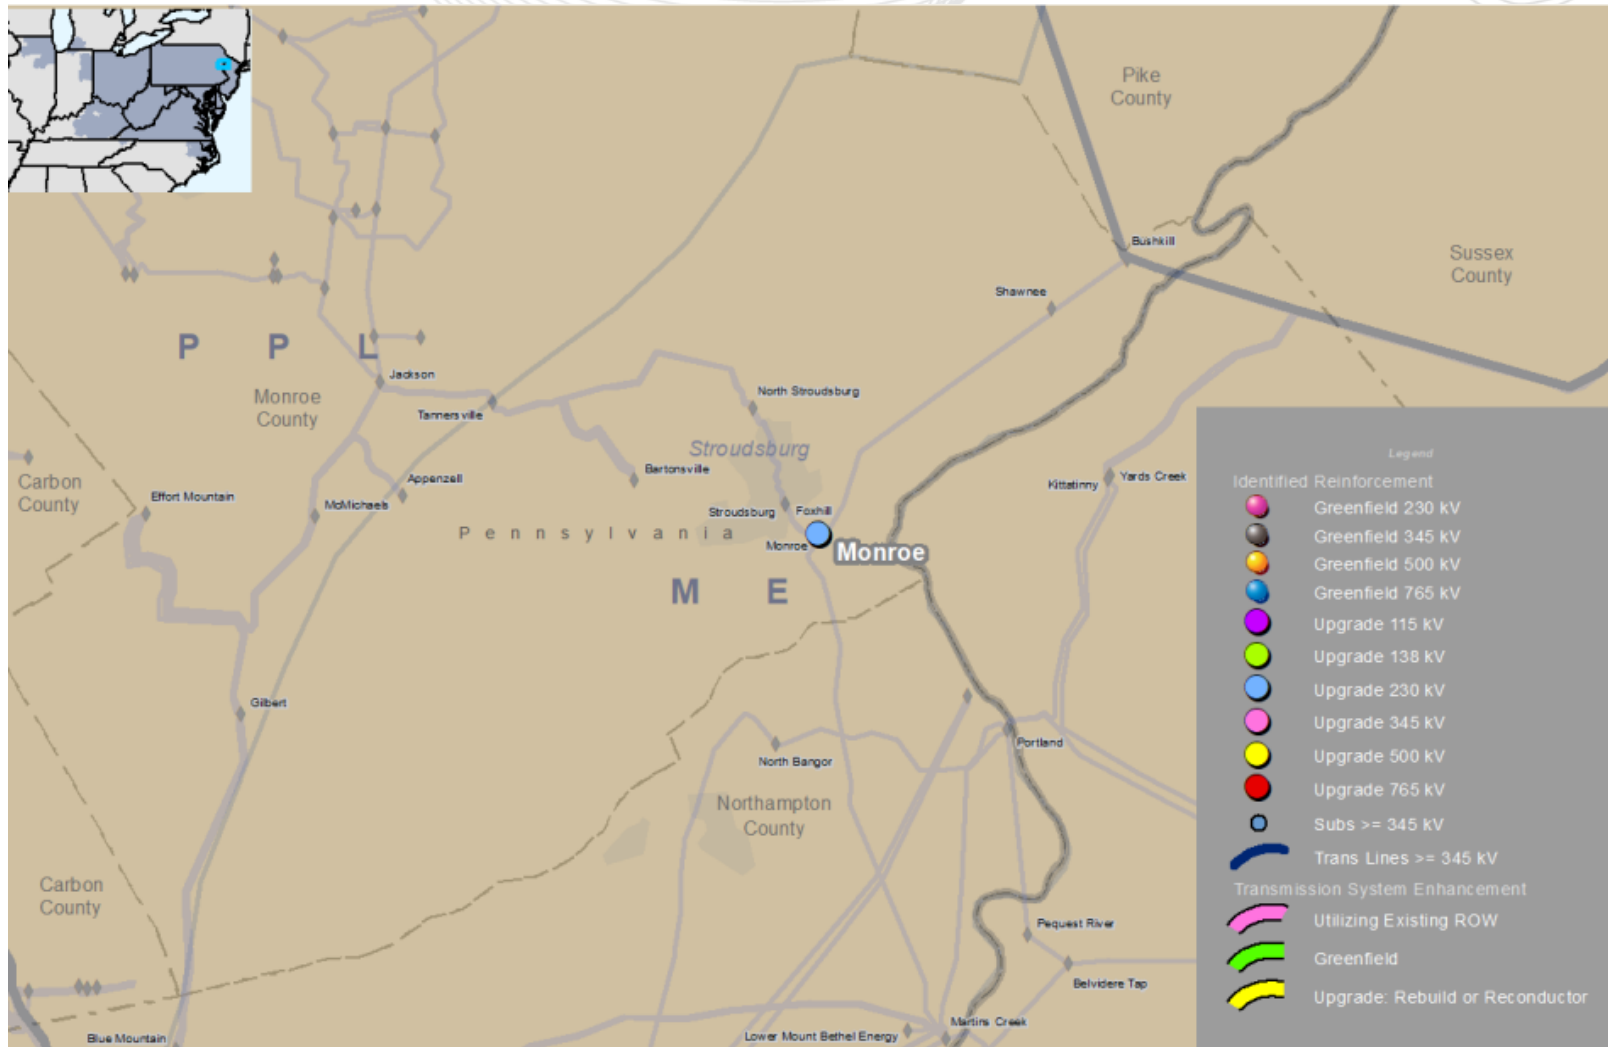 Pike
County
Sussex
County
Bushkill
Shawnee
P P L
Jackson
Monroe
County
Tannersville
North Stroudsburg
Stroudsburg
Bartonsville
Carbon
County
Effort Mountain
Appenzell
McMichaels
Kittatinny
Yards Creek
Stroudsburg
Foxhill
Pennsylvania
Monroe
Monroe
M E
Gilbert
Portland
North Bangor
Northampton
County
Carbon
County
Pequest River
Belvidere Tap
Martins Creek
Lower Mount Bethel Energy
Blue Mountain
Legend
Identified Reinforcement
Greenfield 230 kV
Greenfield 345 kV
Greenfield 500 kV
Greenfield 765 kV
Upgrade 115 kV
Upgrade 138 kV
Upgrade 230 kV
Upgrade 345 kV
Upgrade 500 kV
Upgrade 765 kV
Subs >= 345 kV
Trans Lines >= 345 kV
Transmission System Enhancement
Utilizing Existing ROW
Greenfield
Upgrade: Rebuild or Reconductor